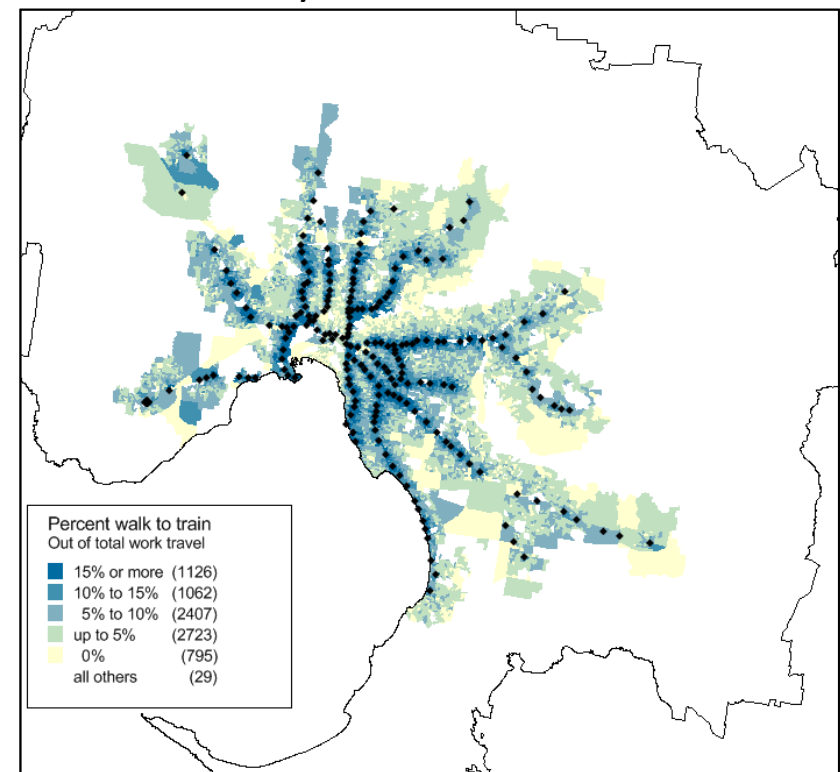 Percent walk to train
Out of total work travel
15% or more (1126)
10% to 15% (1062)
5% to 10% (2407)
up to 5% (2723)
0% (795)
all others (29)